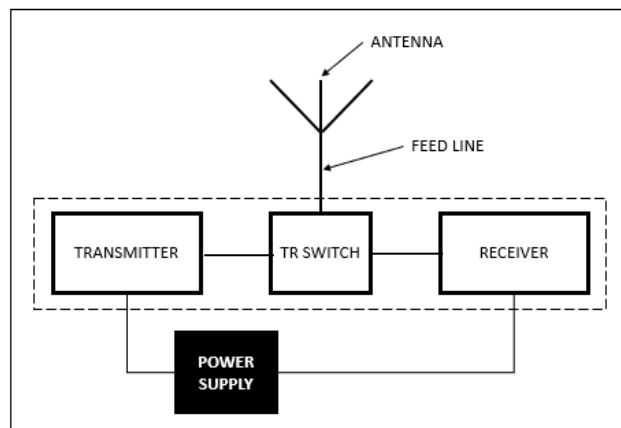 ANTENNA
FEED LINE
TRANSMITTER
TR SWITCH
RECEIVER
POWER
SUPPLY